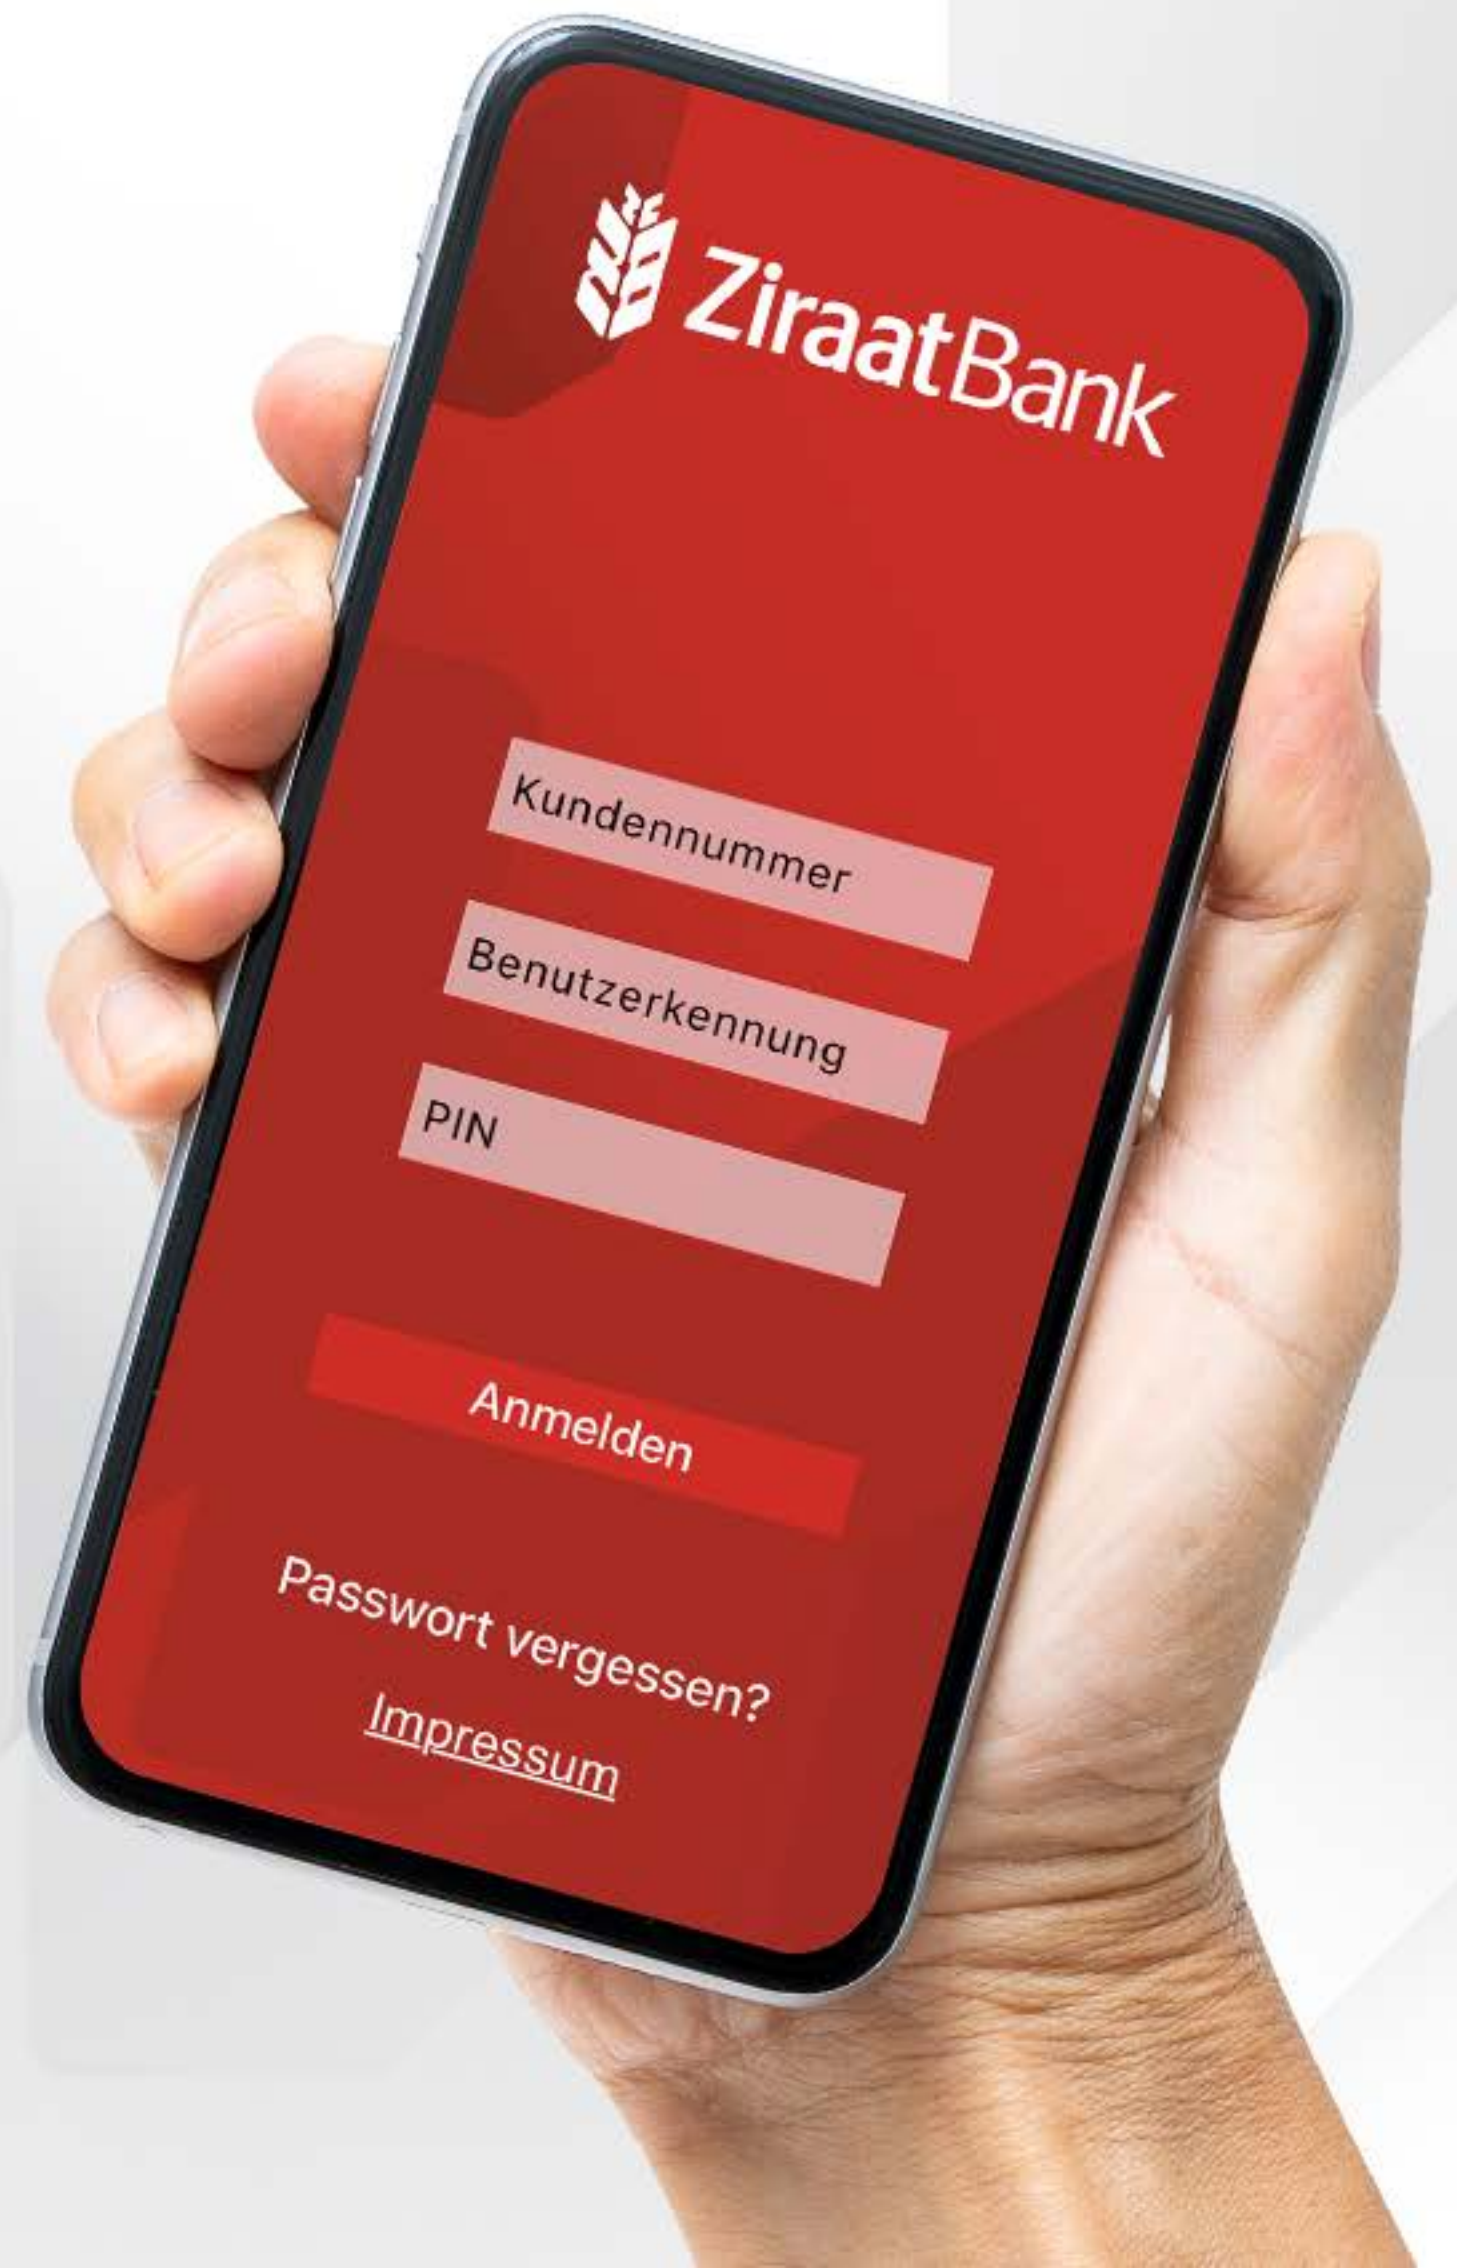 ZiraatBank
Kundennummer
Benutzerkennung
PIN
Anmelden
Passwort vergessen?
Impressum